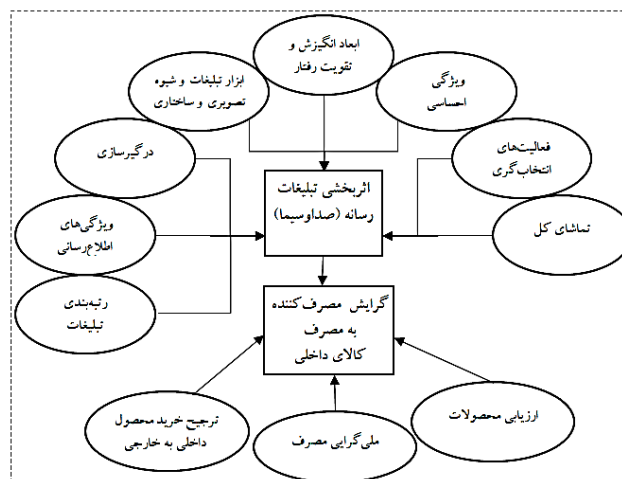 ابعاد انگیزش و
تقویت رفتار
ویژگی
احساسی
ابزار تبلیغات و شیوه
تصویری و ساختاری
فعالیت‌های
انتخاب‌گری
درگیرسازی
اثربخشی تبلیغات
رسانه (صداوسیما)
تماشای کل
ویژگی‌های
اطلاع‌رسانی
رتبه‌بندی
تبلیغات
گرایش مصرف‌کننده
به مصرف
کالای داخلی
ارزیابی محصولات
ملی‌گرایی مصرف
ترجیح خرید محصول
داخلی به خارجی